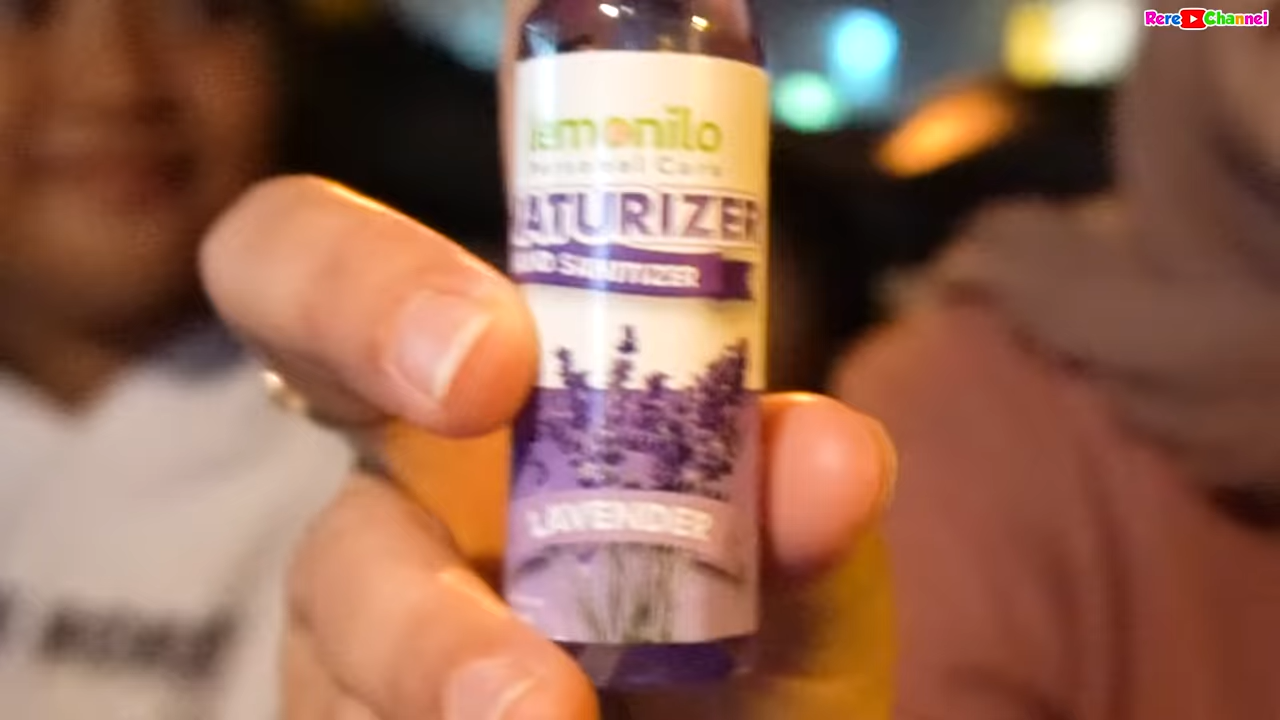 Rere Channel
lemonilo
Personal Care
NATURIZER
HAND SANITIZER
LAVENDER